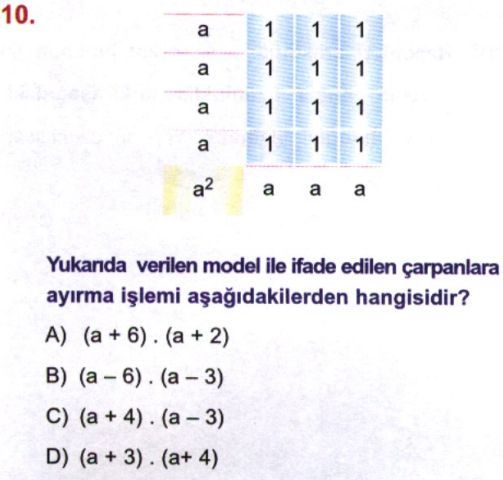 10.
a 1 1 1
a 1 1 1
a 1 1 1
a 1 1 1
a² a a a
Yukarıda verilen model ile ifade edilen çarpanlara
ayırma işlemi aşağıdakilerden hangisidir?
A) (a + 6) . (a + 2)
B) (a – 6) . (a – 3)
C) (a + 4) . (a – 3)
D) (a + 3) . (a+ 4)